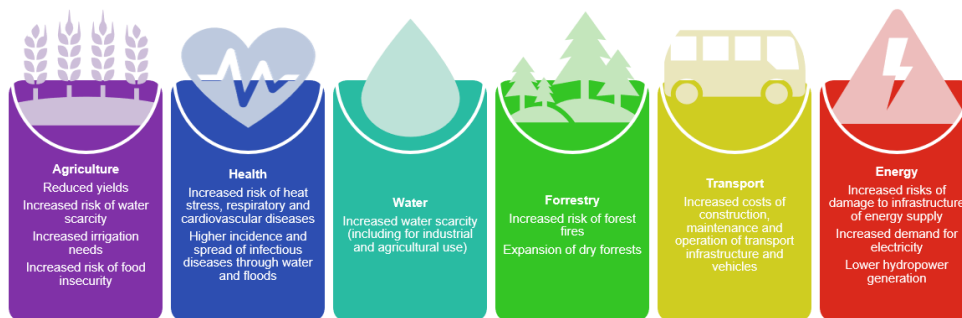 Agriculture
Reduced yields
Increased risk of water
scarcity
Increased irrigation
needs
Increased risk of food
insecurity
Health
Increased risk of heat
stress, respiratory and
cardiovascular diseases
Higher incidence and
spread of infectious
diseases through water
and floods
Water
Increased water scarcity
(including for industrial
and agricultural use)
Forrestry
Increased risk of forest
fires
Expansion of dry forrests
Transport
Increased costs of
construction,
maintenance and
operation of transport
infrastructure and
vehicles
Energy
Increased risks of
damage to infrastructure
of energy supply
Increased demand for
electricity
Lower hydropower
generation